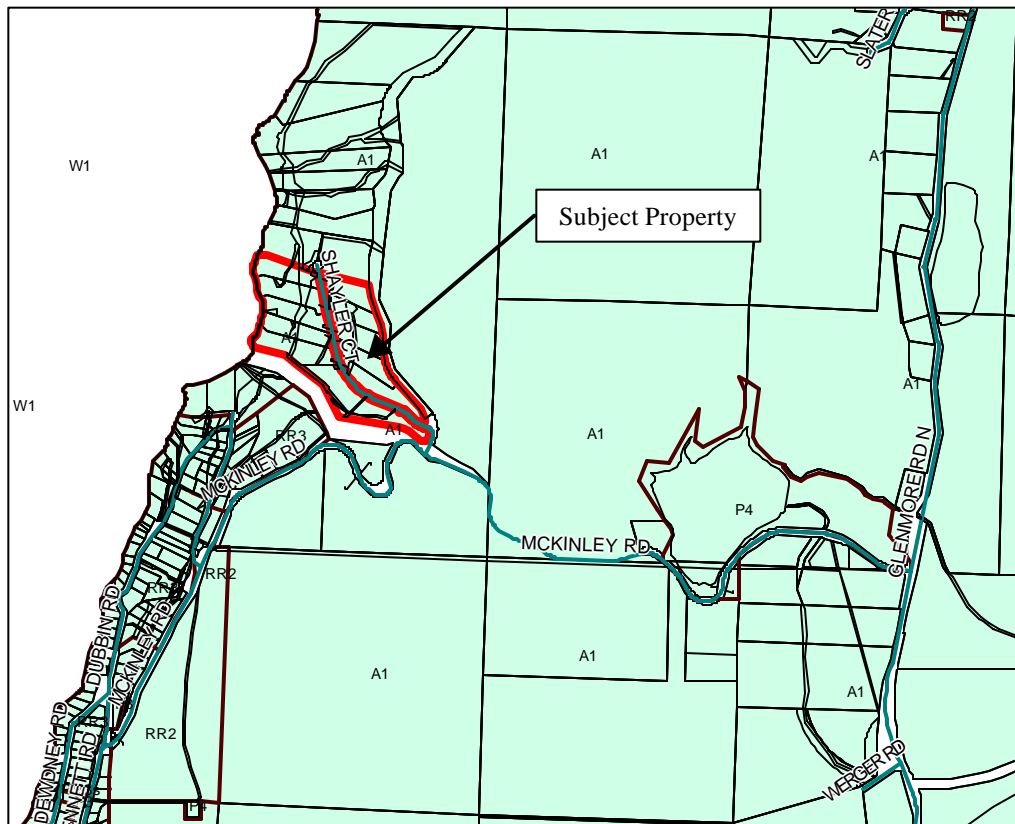 RR2
SLATER
W1
A1
A1
A1
Subject Property
SHAYLER CT
A1
A1
W1
A1
A1
RR3
MCKINLEY RD
GLENMORE RD N
P4
MCKINLEY RD
RR2
DUBBIN RD
MCKINLEY RD
A1
A1
A1
RR2
DEWDNEY RD
WERGER RD
P4